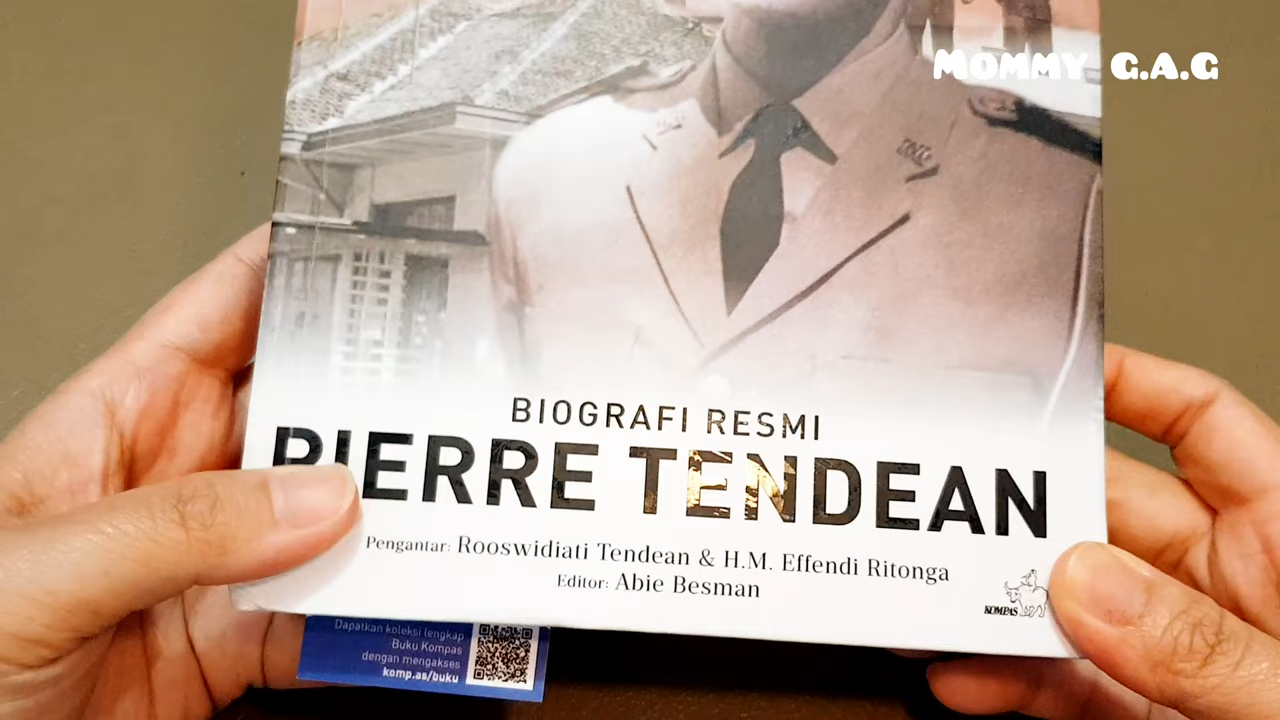 MOMMY G.A.G
BIOGRAFI RESMI
PIERRE TENDEAN
Pengantar: Rooswidiati Tendean & H.M. Effendi Ritonga
Editor: Abie Besman
KOMPAS
Dapatkan koleksi lengkap
Buku Kompas
dengan mengakses
komp.as/buku